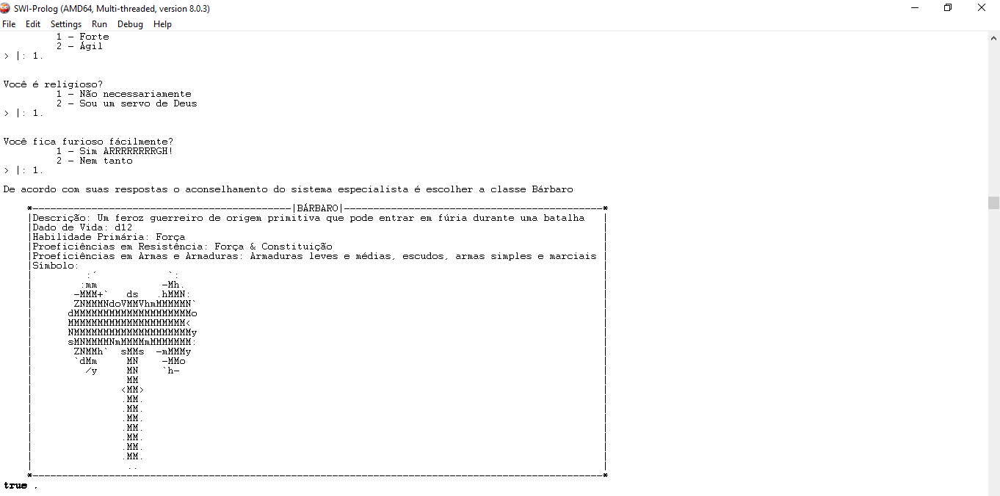 SWI-Prolog (AMD64, Multi-threaded, version 8.0.3)
File Edit Settings Run Debug Help
1 - Forte
2 - Ágil
> |: 1.
Você é religioso?
1 - Não necessariamente
2 - Sou um servo de Deus
> |: 1.
Você fica furioso fácilmente?
1 - Sim ARRRRRRRRGH!
2 - Nem tanto
> |: 1.
De acordo com suas respostas o aconselhamento do sistema especialista é escolher a classe Bárbaro
*--------------------------------------------|BÁRBARO|--------------------------------------------*
|Descrição: Um feroz guerreiro de origem primitiva que pode entrar em fúria durante uma batalha |
|Dado de Vida: d12 |
|Habilidade Primária: Força |
|Proeficiências em Resistência: Força & Constituição |
|Proeficiências em Armas e Armaduras: Armaduras leves e médias, escudos, armas simples e marciais |
|Símbolo: |
| :´ `: |
| :mm -Mh. |
| -MMM+` ds .hMMN: |
| ZNMMMNdoVMMVhmMMMMMN` |
| dMMMMMMMMMMMMMMMMMMMMo |
| MMMMMMMMMMMMMMMMMMMM< |
| NMMMMMMMMMMMMMMMMMMMMy |
| sMNMMMMNmMMMMmMMMMMMM: |
| ZNMMh` sMMs -mMMMy |
| `dMm MN -MMo |
| /y MN `h- |
| MM |
| <MM> |
| .MM. |
| .MM. |
| .MM. |
| .MM. |
| .MM. |
| .MM. |
| .MM. |
| .. |
*-------------------------------------------------------------------------------------------------*
true .